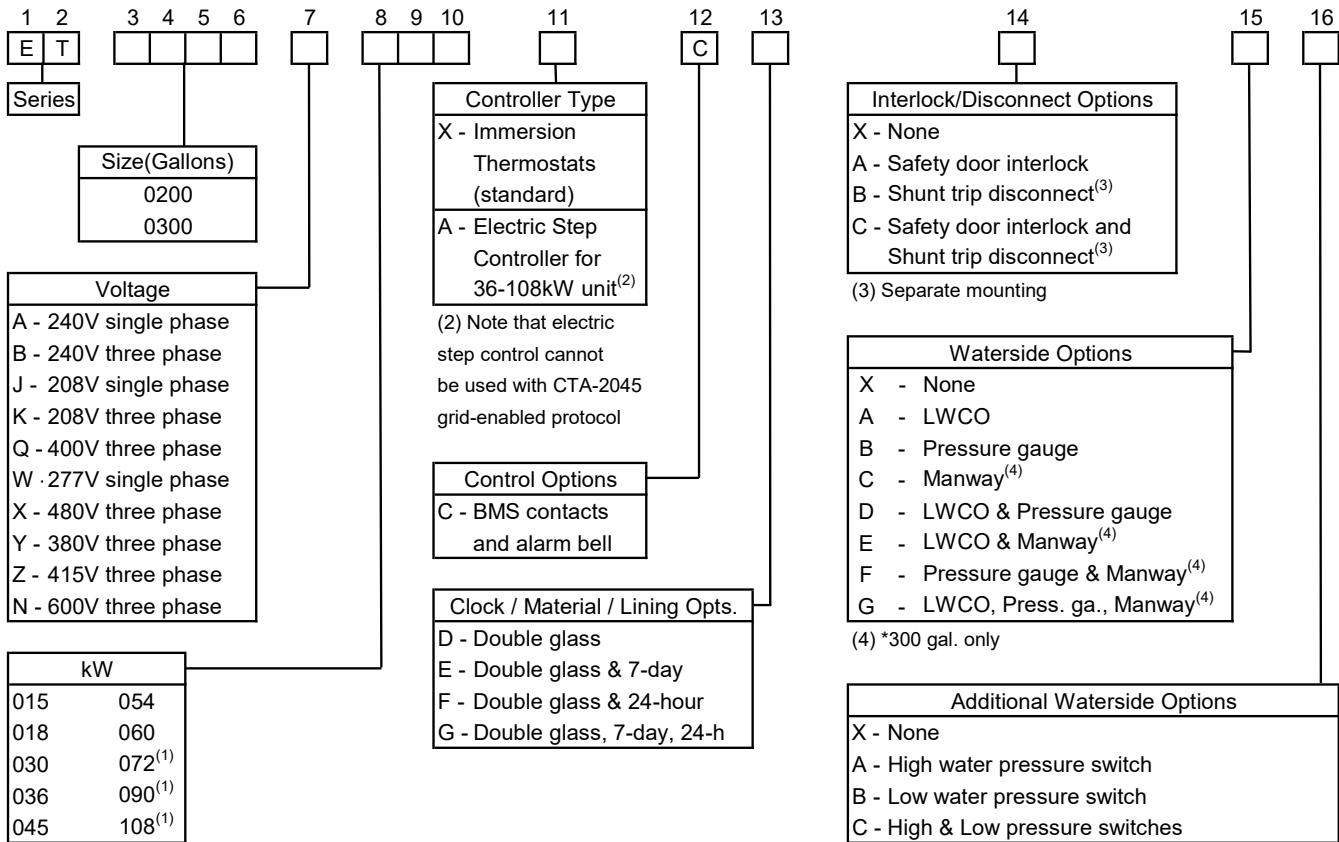 1 2 3 4 5 6 7 8 9 10 11 12 13 14 15 16
E T C
Series
Size(Gallons)
0200
0300
Voltage
A - 240V single phase
B - 240V three phase
J - 208V single phase
K - 208V three phase
Q - 400V three phase
W - 277V single phase
X - 480V three phase
Y - 380V three phase
Z - 415V three phase
N - 600V three phase
kW
015 054
018 060
030 072(1)
036 090(1)
045 108(1)
Controller Type
X - Immersion
Thermostats
(standard)
A - Electric Step
Controller for
36-108kW unit(2)
(2) Note that electric
step control cannot
be used with CTA-2045
grid-enabled protocol
Control Options
C - BMS contacts
and alarm bell
Clock / Material / Lining Opts.
D - Double glass
E - Double glass & 7-day
F - Double glass & 24-hour
G - Double glass, 7-day, 24-h
Interlock/Disconnect Options
X - None
A - Safety door interlock
B - Shunt trip disconnect(3)
C - Safety door interlock and
Shunt trip disconnect(3)
(3) Separate mounting
Waterside Options
X - None
A - LWCO
B - Pressure gauge
C - Manway(4)
D - LWCO & Pressure gauge
E - LWCO & Manway(4)
F - Pressure gauge & Manway(4)
G - LWCO, Press. ga., Manway(4)
(4) *300 gal. only
Additional Waterside Options
X - None
A - High water pressure switch
B - Low water pressure switch
C - High & Low pressure switches